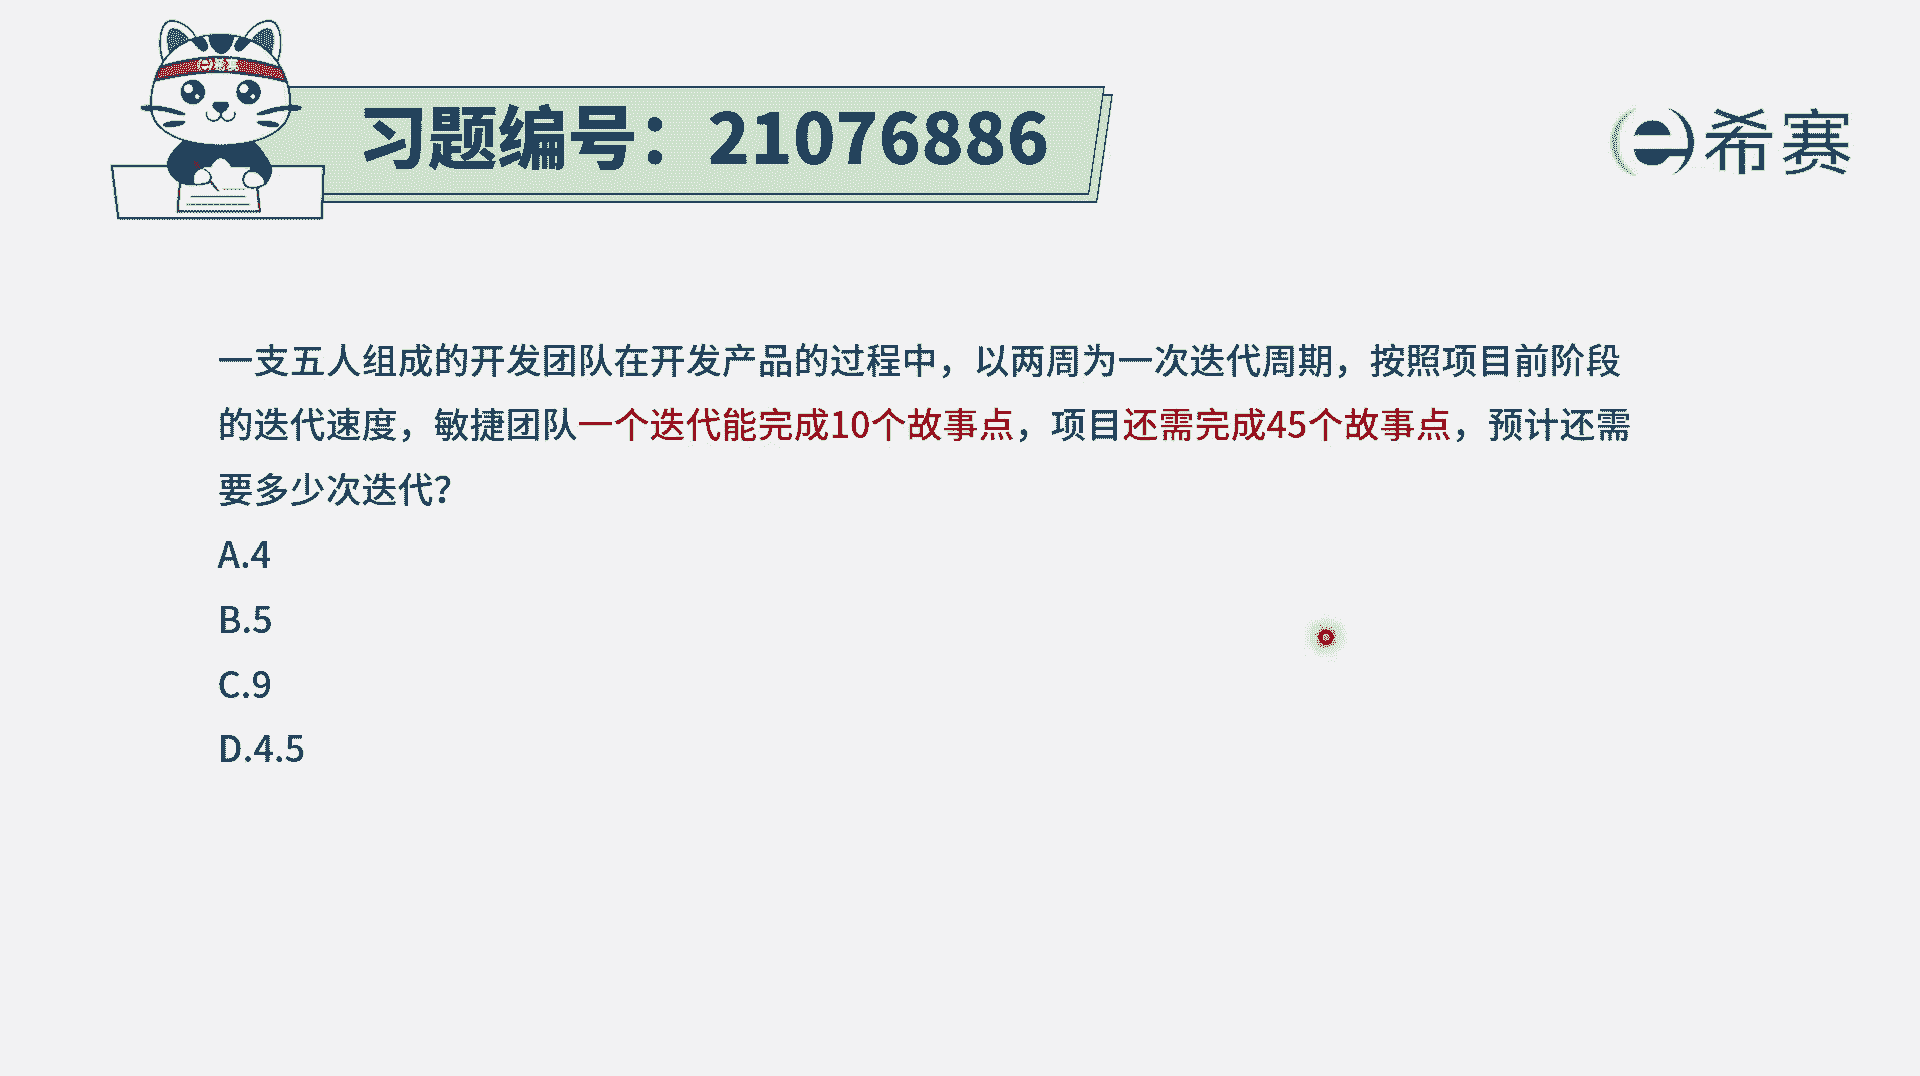 习题编号：21076886
希赛
一支五人组成的开发团队在开发产品的过程中，以两周为一次迭代周期，按照项目前阶段
的迭代速度，敏捷团队一个迭代能完成10个故事点，项目还需完成45个故事点，预计还需
要多少次迭代？
A.4
B.5
C.9
D.4.5